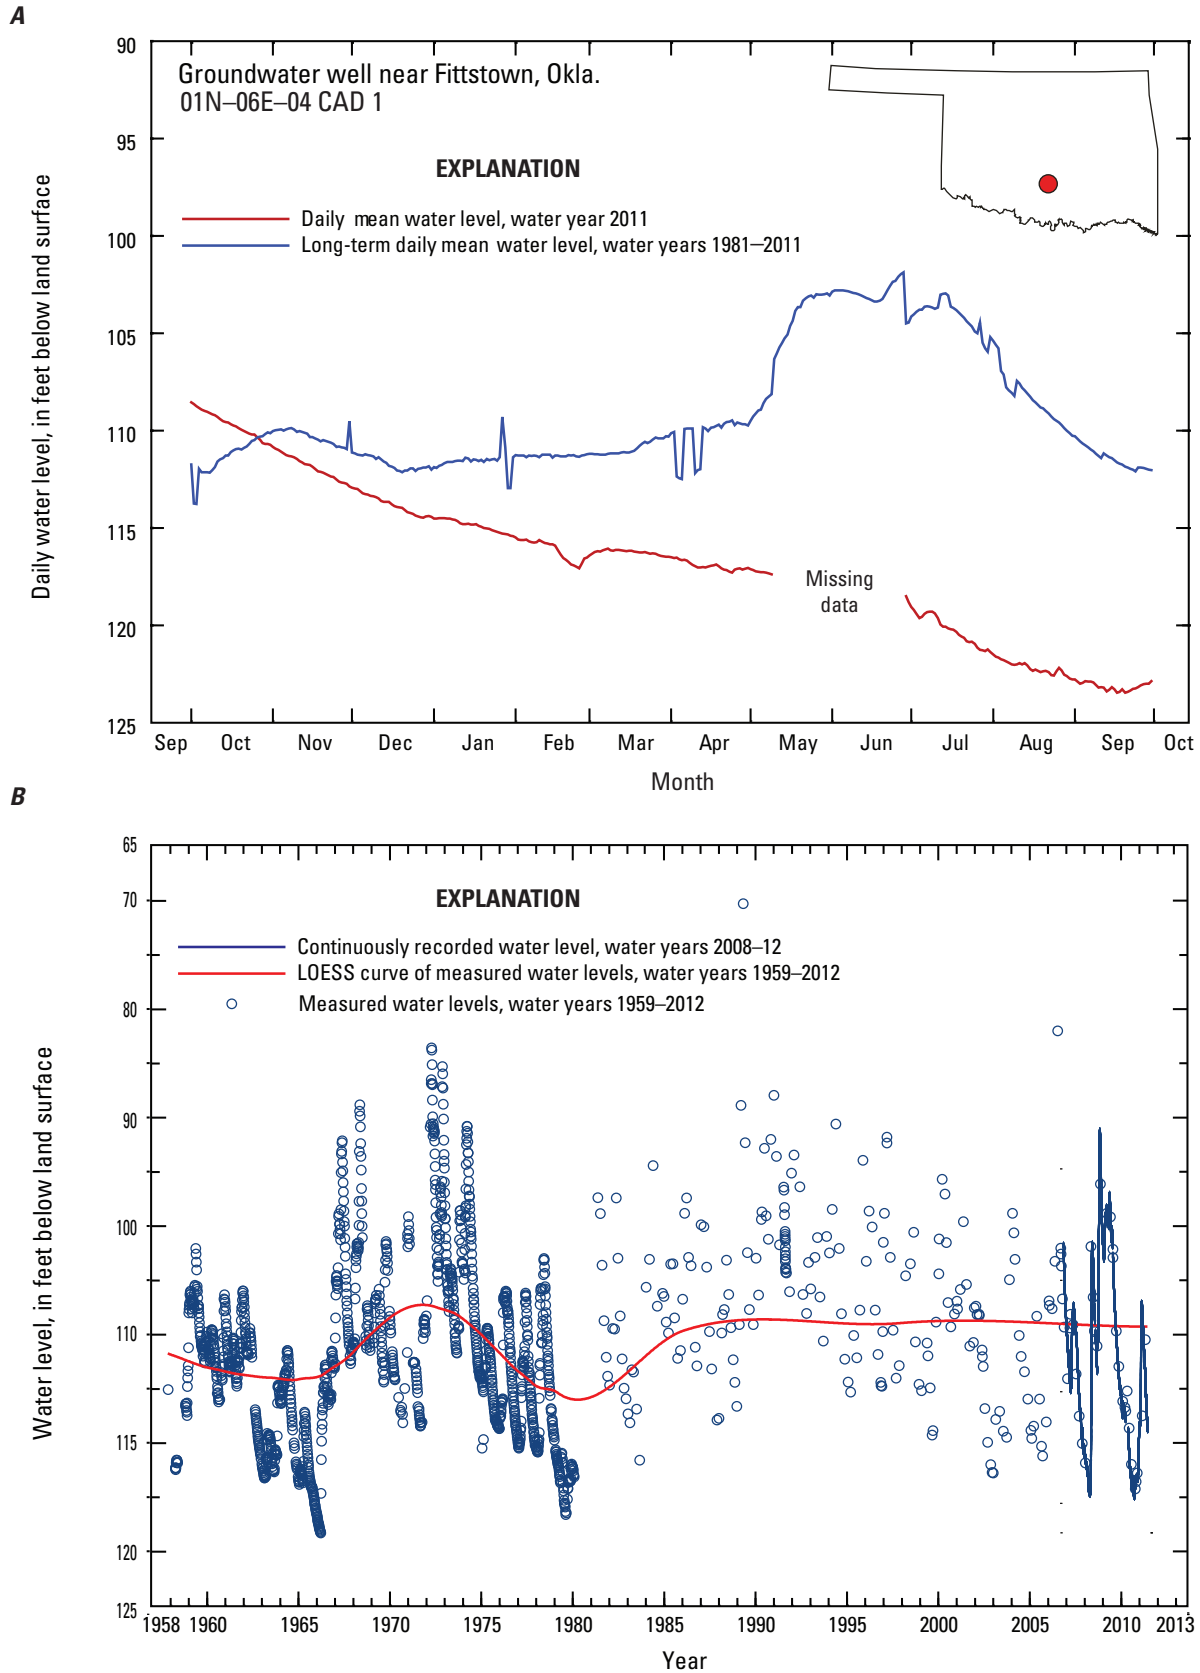 A
90
95
100
105
110
115
120
125
Daily water level, in feet below land surface
Groundwater well near Fittstown, Okla.
01N–06E–04 CAD 1
EXPLANATION
Daily mean water level, water year 2011
Long-term daily mean water level, water years 1981–2011
Missing
data
Sep Oct Nov Dec Jan Feb Mar Apr May Jun Jul Aug Sep Oct
Month
B
65
70
80
90
100
110
115
120
125
Water level, in feet below land surface
EXPLANATION
Continuously recorded water level, water years 2008–12
LOESS curve of measured water levels, water years 1959–2012
Measured water levels, water years 1959–2012
1958 1960 1965 1970 1975 1980 1985 1990 1995 2000 2005 2010 2013
Year